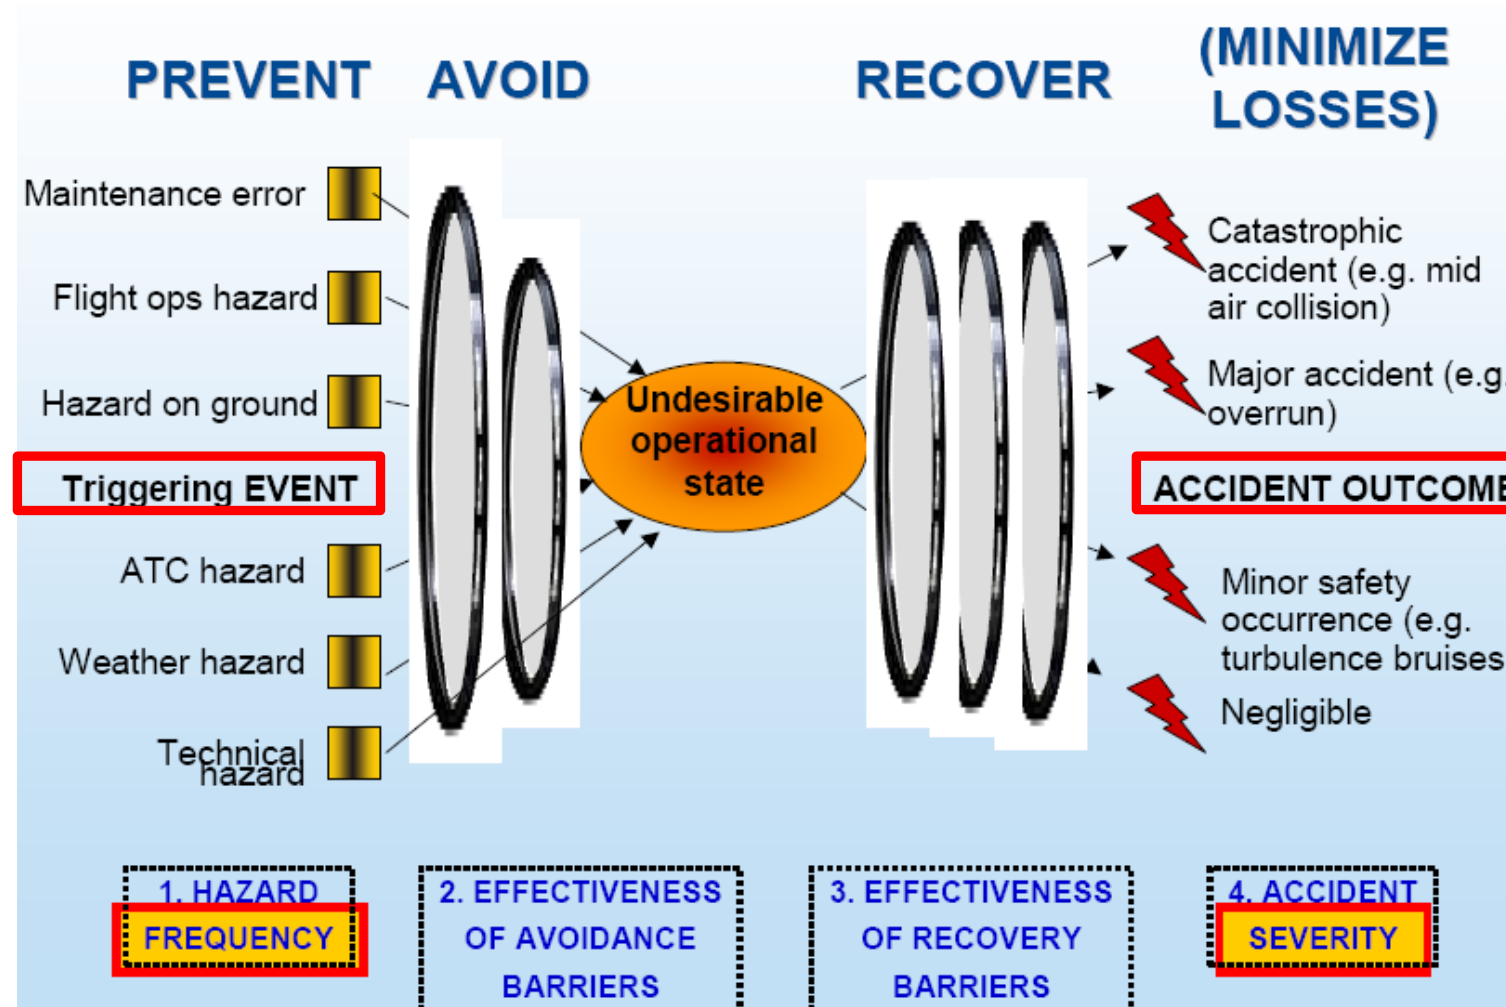 PREVENT
AVOID
RECOVER
(MINIMIZE
LOSSES)
Maintenance error
Flight ops hazard
Hazard on ground
Triggering EVENT
ATC hazard
Weather hazard
Technical
hazard
Undesirable
operational
state
Catastrophic
accident (e.g. mid
air collision)
Major accident (e.g.
overrun)
ACCIDENT OUTCOME
Minor safety
occurrence (e.g.
turbulence bruises
Negligible
1. HAZARD
FREQUENCY
2. EFFECTIVENESS
OF AVOIDANCE
BARRIERS
3. EFFECTIVENESS
OF RECOVERY
BARRIERS
4. ACCIDENT
SEVERITY